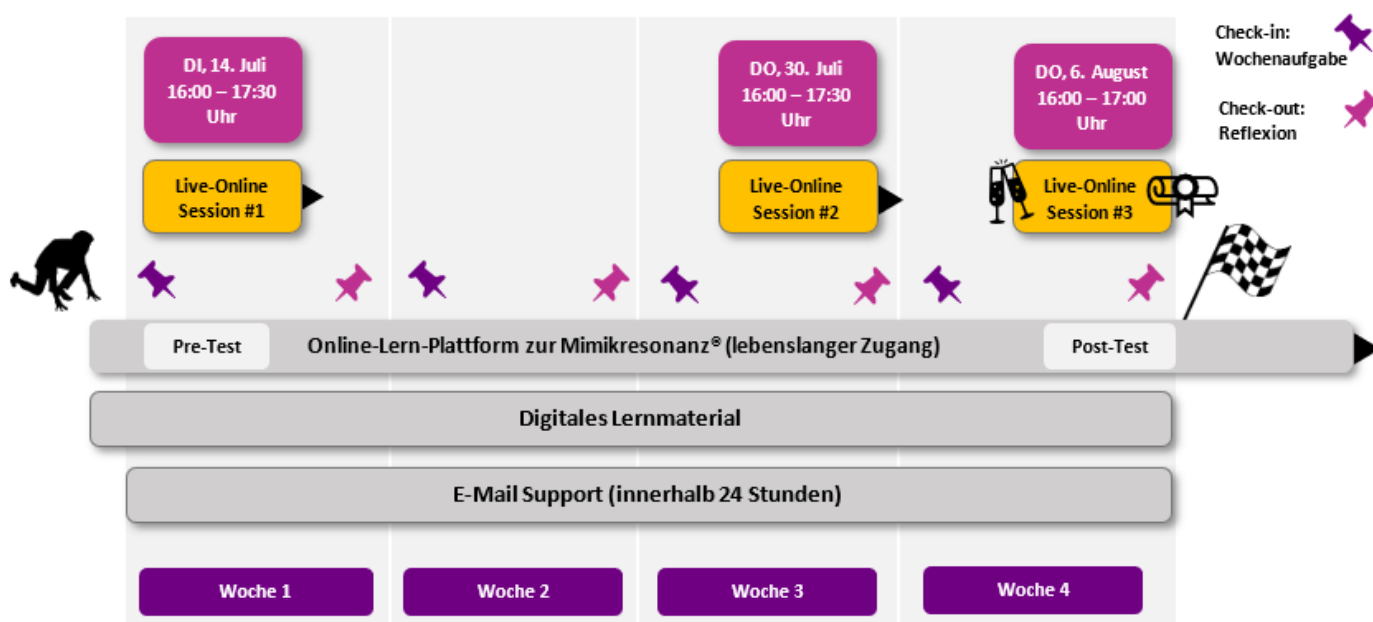 DI, 14. Juli
16:00 – 17:30
Uhr
DO, 30. Juli
16:00 – 17:30
Uhr
DO, 6. August
16:00 – 17:00
Uhr
Check-in:
Wochenaufgabe
Check-out:
Reflexion
Live-Online
Session #1
Live-Online
Session #2
Live-Online
Session #3
Pre-Test
Online-Lern-Plattform zur Mimikresonanz® (lebenslanger Zugang)
Post-Test
Digitales Lernmaterial
E-Mail Support (innerhalb 24 Stunden)
Woche 1
Woche 2
Woche 3
Woche 4